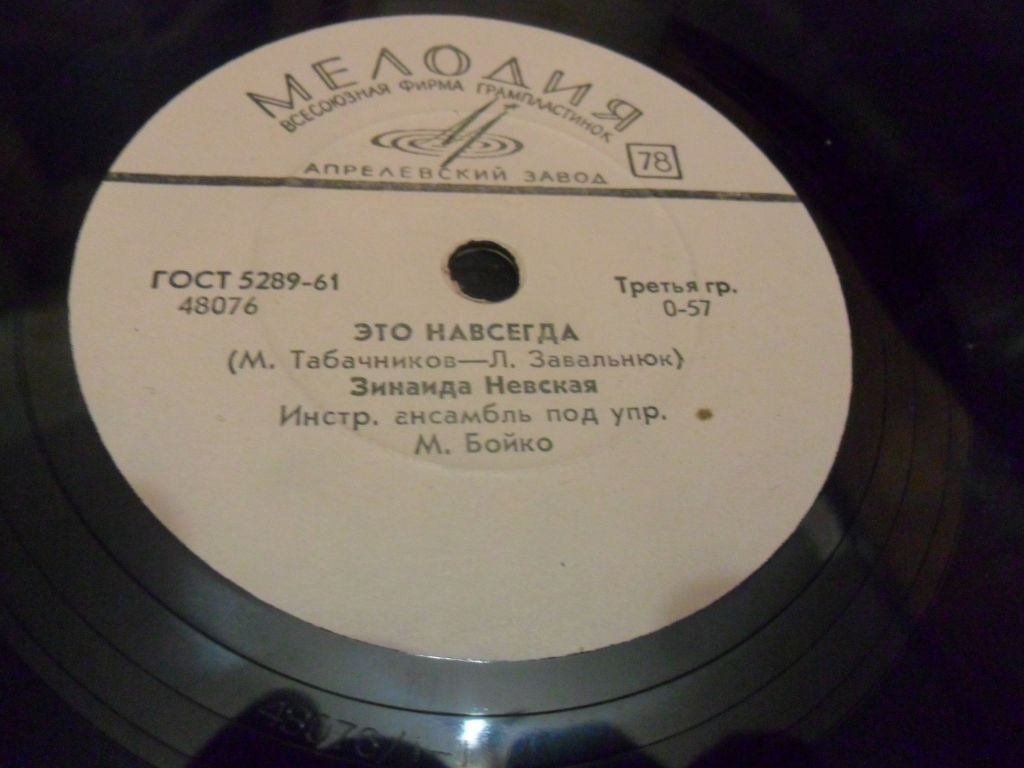 МЕЛОДИЯ
ВСЕСОЮЗНАЯ ФИРМА ГРАМПЛАСТИНОК
78
АПРЕЛЕВСКИЙ ЗАВОД
ГОСТ 5289-61
Третья гр.
48076
0-57
ЭТО НАВСЕГДА
(М. Табачников—Л. Завальнюк)
Зинаида Невская
Инстр. ансамбль под упр.
М. Бойко